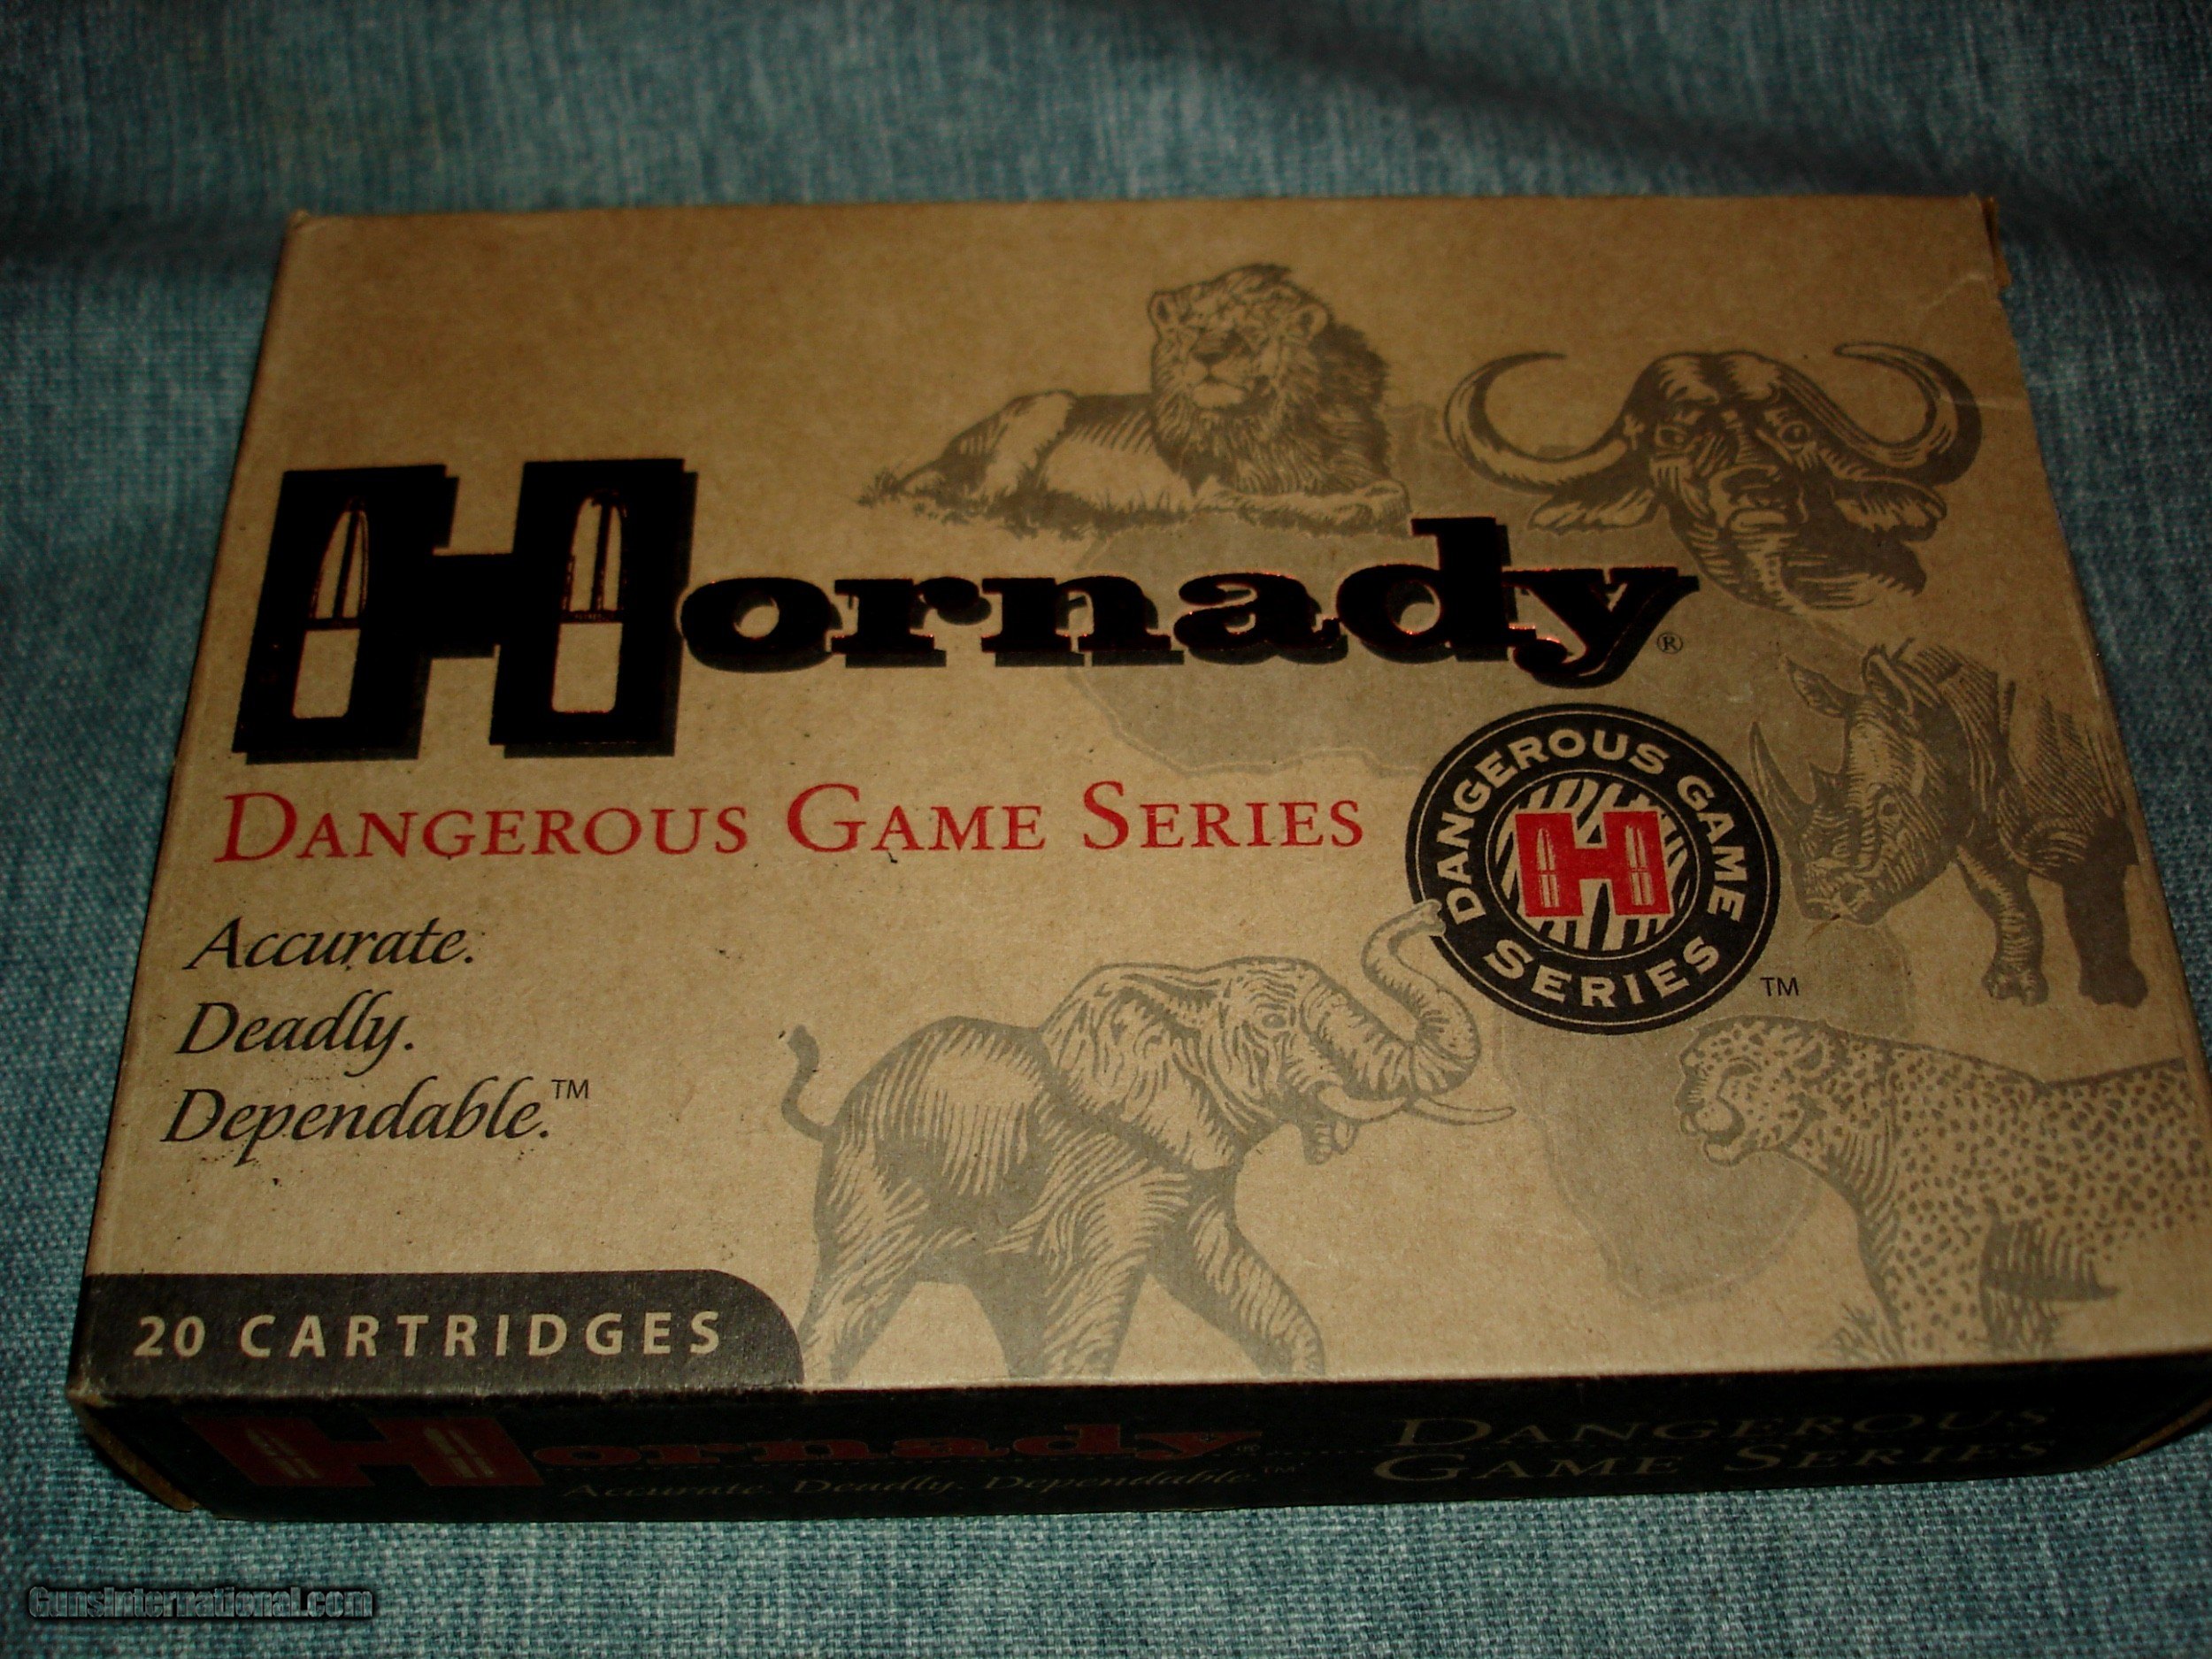 Hornady®
DANGEROUS GAME SERIES
DANGEROUS GAME SERIES
H
TM
Accurate.
Deadly.
Dependable.™
20 CARTRIDGES
Hornady®
Accurate. Deadly. Dependable.™
DANGEROUS
GAME SERIES
GunsInternational.com